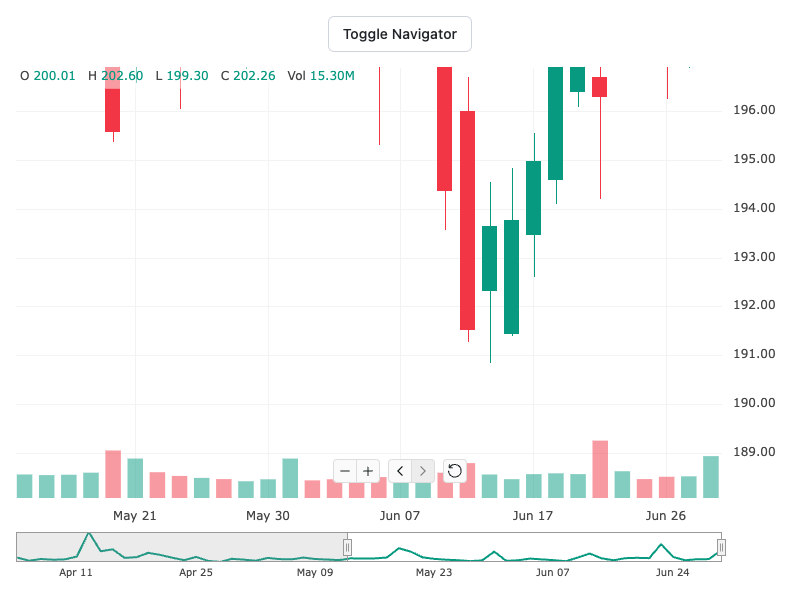 Toggle Navigator
O 200.01 H 202.60 L 199.30 C 202.26 Vol 15.30M
196.00
195.00
194.00
193.00
192.00
191.00
190.00
189.00
May 21 May 30 Jun 07 Jun 17 Jun 26
Apr 11 Apr 25 May 09 May 23 Jun 07 Jun 24